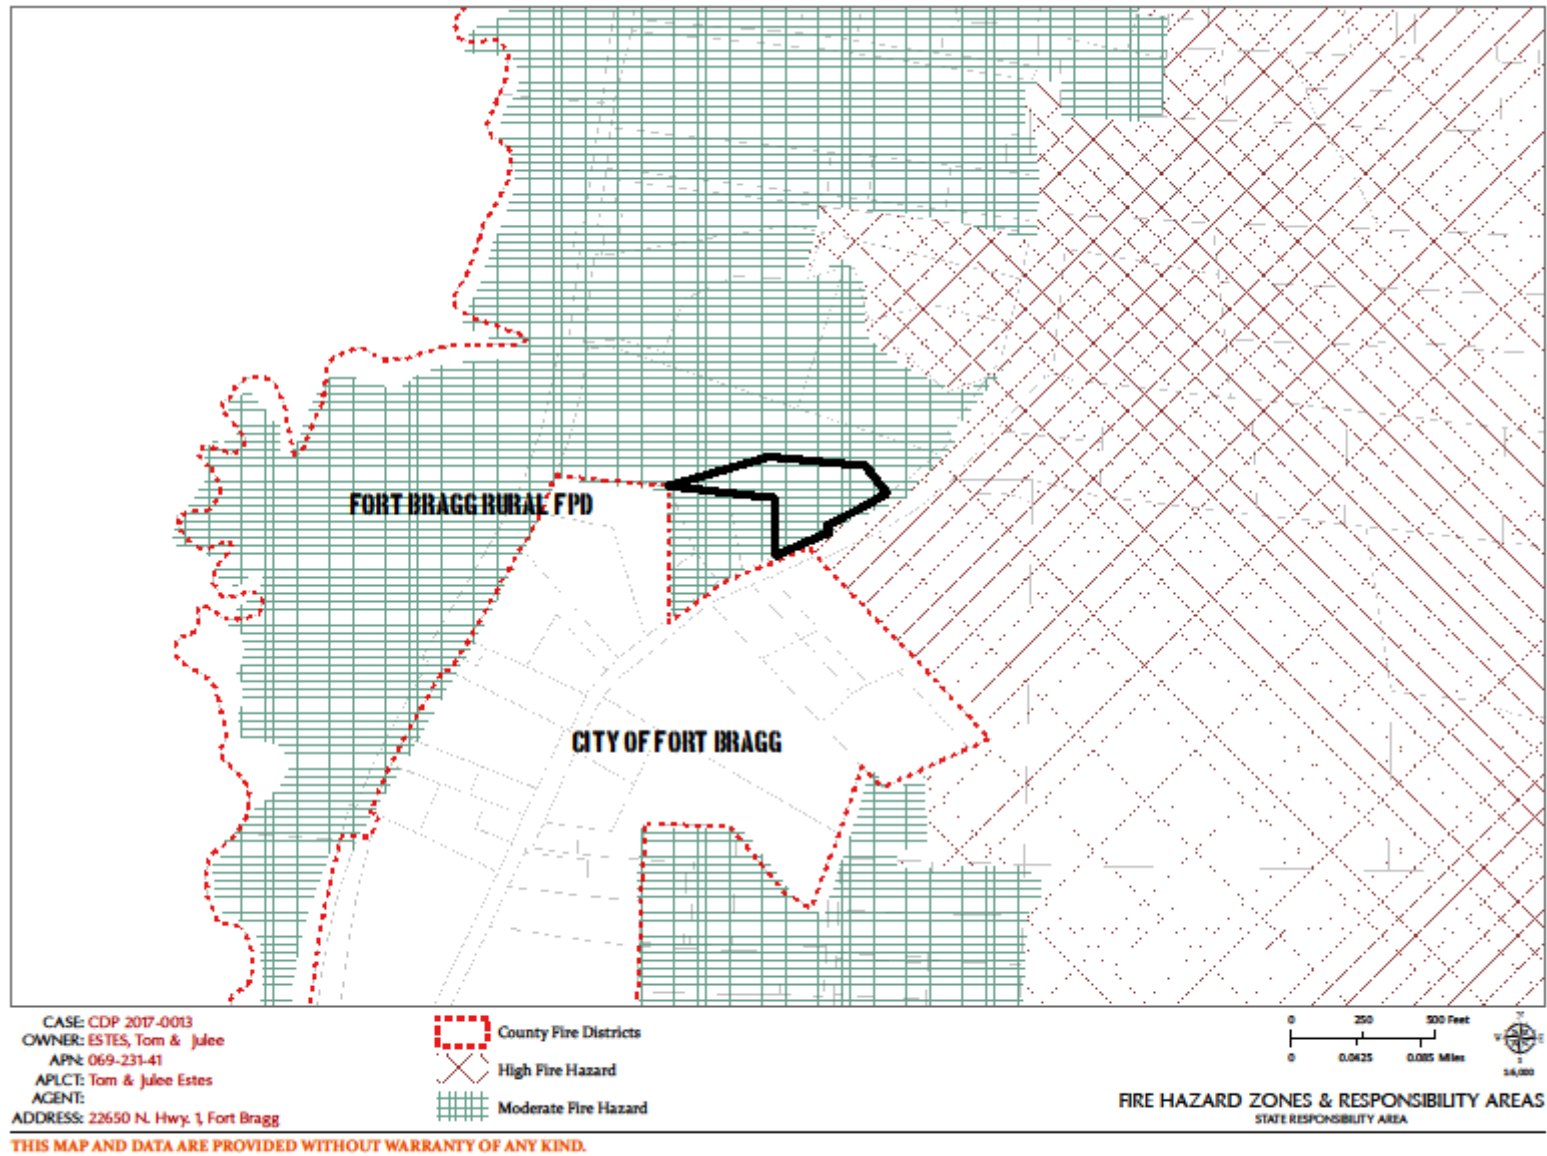 FORT BRAGG RURAL FPD
CITY OF FORT BRAGG
CASE: CDP 2017-0013
OWNER: ESTES, Tom & Julee
APN: 069-231-41
APLCT: Tom & Julee Estes
AGENT:
ADDRESS: 22650 N. Hwy. 1, Fort Bragg
County Fire Districts
High Fire Hazard
Moderate Fire Hazard
0 250 500 Feet
0 0.0425 0.085 Miles
1:6,000
FIRE HAZARD ZONES & RESPONSIBILITY AREAS
STATE RESPONSIBILITY AREA
THIS MAP AND DATA ARE PROVIDED WITHOUT WARRANTY OF ANY KIND.